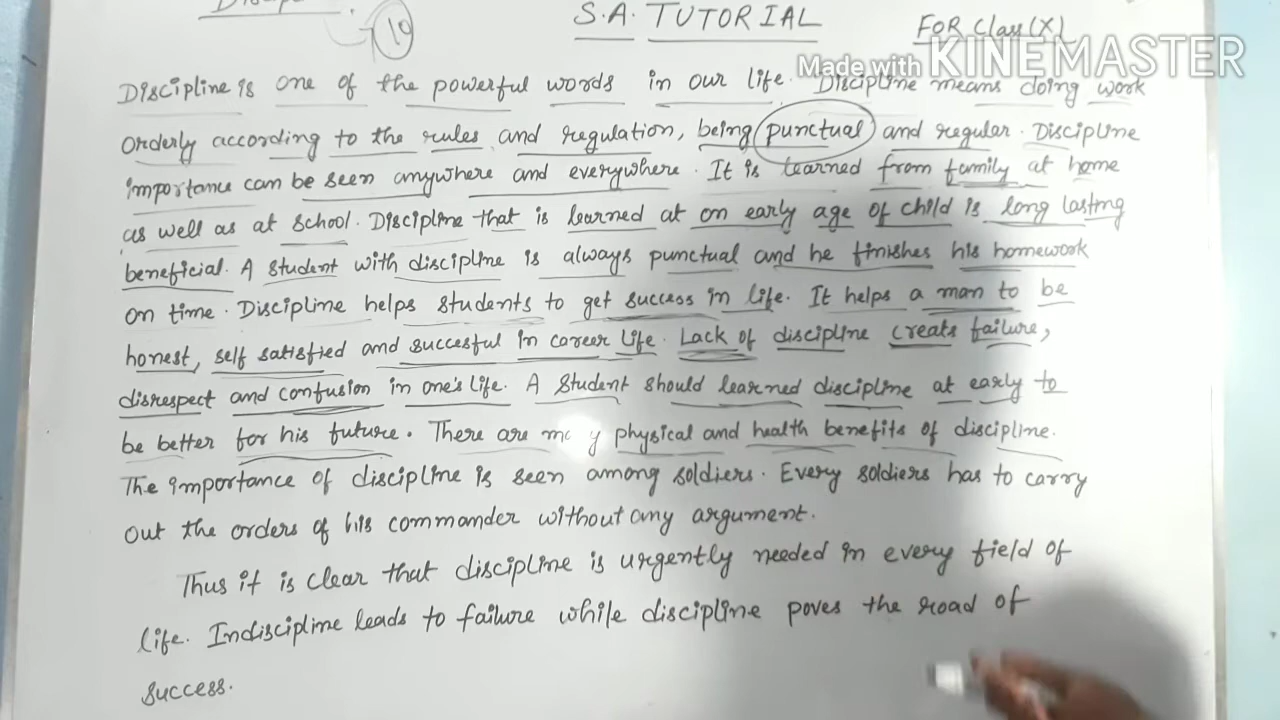 S.A. TUTORIAL
FOR Class (X)
19
Made with KINEMASTER
Discipline is one of the powerful words in our life. Discipline means doing work
orderly according to the rules and regulation, being punctual and regular. Discipline
importance can be seen anywhere and everywhere. It is learned from family at home
as well as at school. Discipline that is learned at on early age of child is long lasting
beneficial. A student with discipline is always punctual and he finishes his homework
on time. Discipline helps students to get success in life. It helps a man to be
honest, self satisfied and succesful in career life. Lack of discipline creats failure,
disrespect and confusion in one's life. A student should learned discipline at early to
be better for his future. There are physical and health benefits of discipline.
The importance of discipline is seen among soldiers. Every soldiers has to carry
out the orders of his commander without any argument.
Thus it is clear that discipline is urgently needed in every field of
life. Indiscipline leads to failure while discipline poves the road of
success.